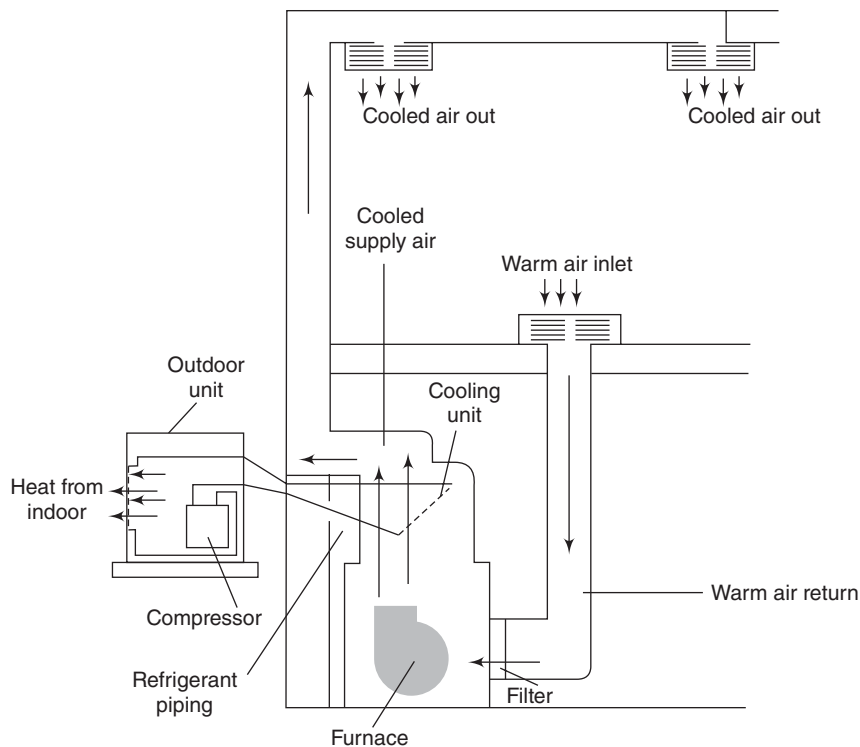 Cooled air out
Cooled air out
Cooled
supply air
Warm air inlet
Outdoor
unit
Cooling
unit
Heat from
indoor
Warm air return
Compressor
Refrigerant
piping
Filter
Furnace